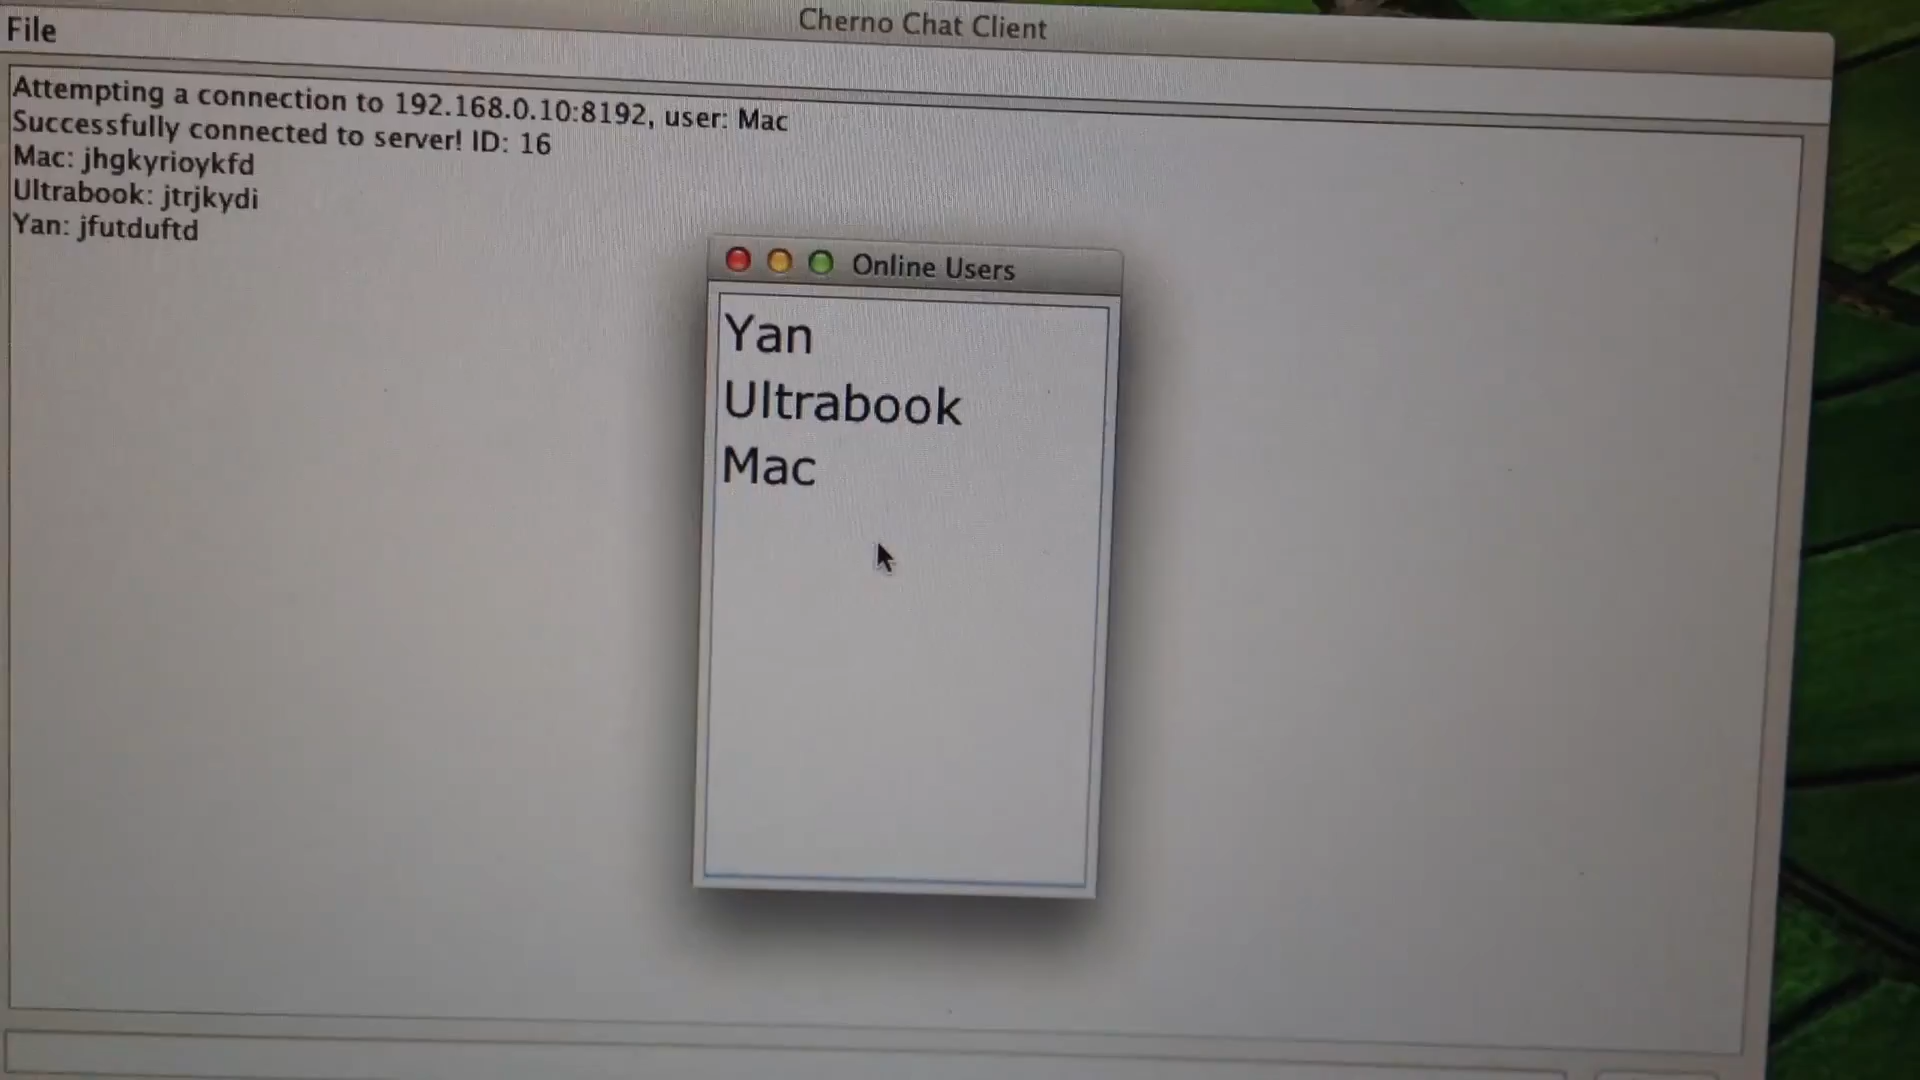 Cherno Chat Client
File
Attempting a connection to 192.168.0.10:8192, user: Mac
Successfully connected to server! ID: 16
Mac: jhgkyrioykfd
Ultrabook: jtrjkydi
Yan: jfutduftd
Online Users
Yan
Ultrabook
Mac